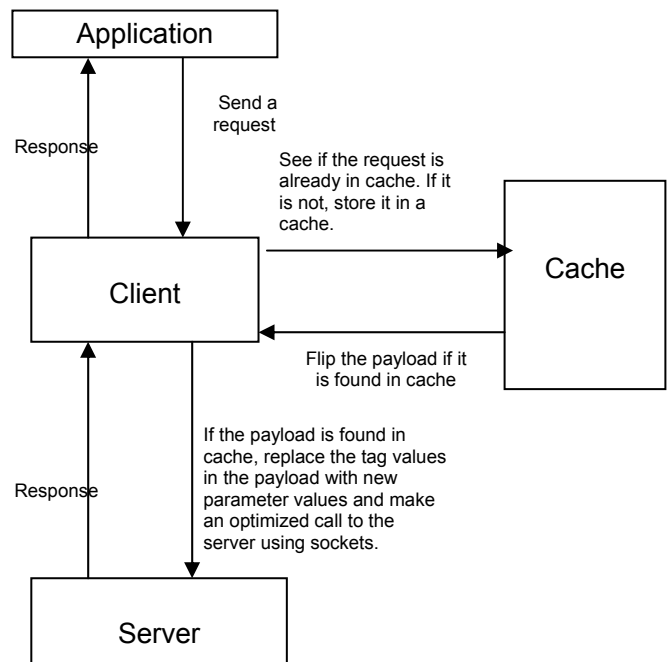 Application
Send a
request
Response
See if the request is
already in cache. If it
is not, store it in a
cache.
Cache
Client
Flip the payload if it
is found in cache
If the payload is found in
cache, replace the tag values
in the payload with new
parameter values and make
an optimized call to the
server using sockets.
Response
Server